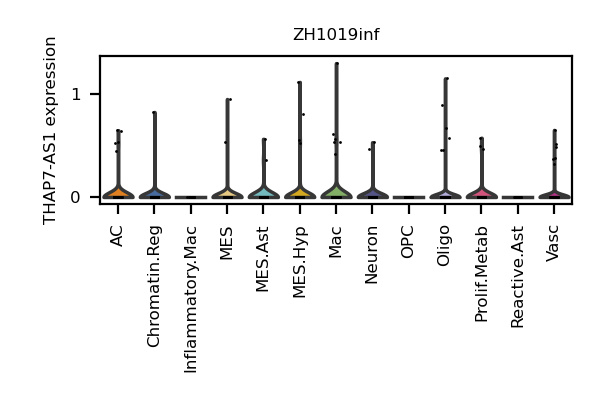 ZH1019inf
THAP7-AS1 expression
1
0
AC
Chromatin.Reg
Inflammatory.Mac
MES
MES.Ast
MES.Hyp
Mac
Neuron
OPC
Oligo
Prolif.Metab
Reactive.Ast
Vasc